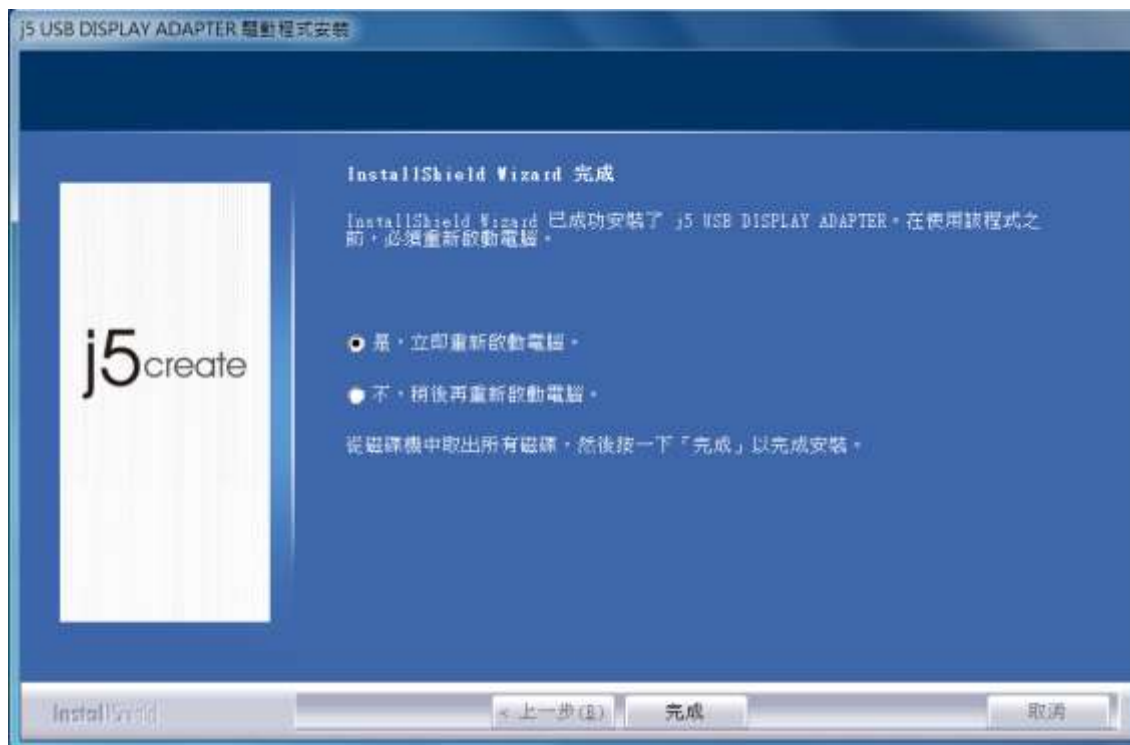 j5 USB DISPLAY ADAPTER 驅動程式安裝
InstallShield Wizard 完成
InstallShield Wizard 已成功安裝了 j5 USB DISPLAY ADAPTER。在使用該程式之
前，必須重新啟動電腦。
j5create
是，立即重新啟動電腦。
不，稍後再重新啟動電腦。
從磁碟機中取出所有磁碟，然後按一下「完成」以完成安裝。
InstallShield
< 上一步(B)
完成
取消